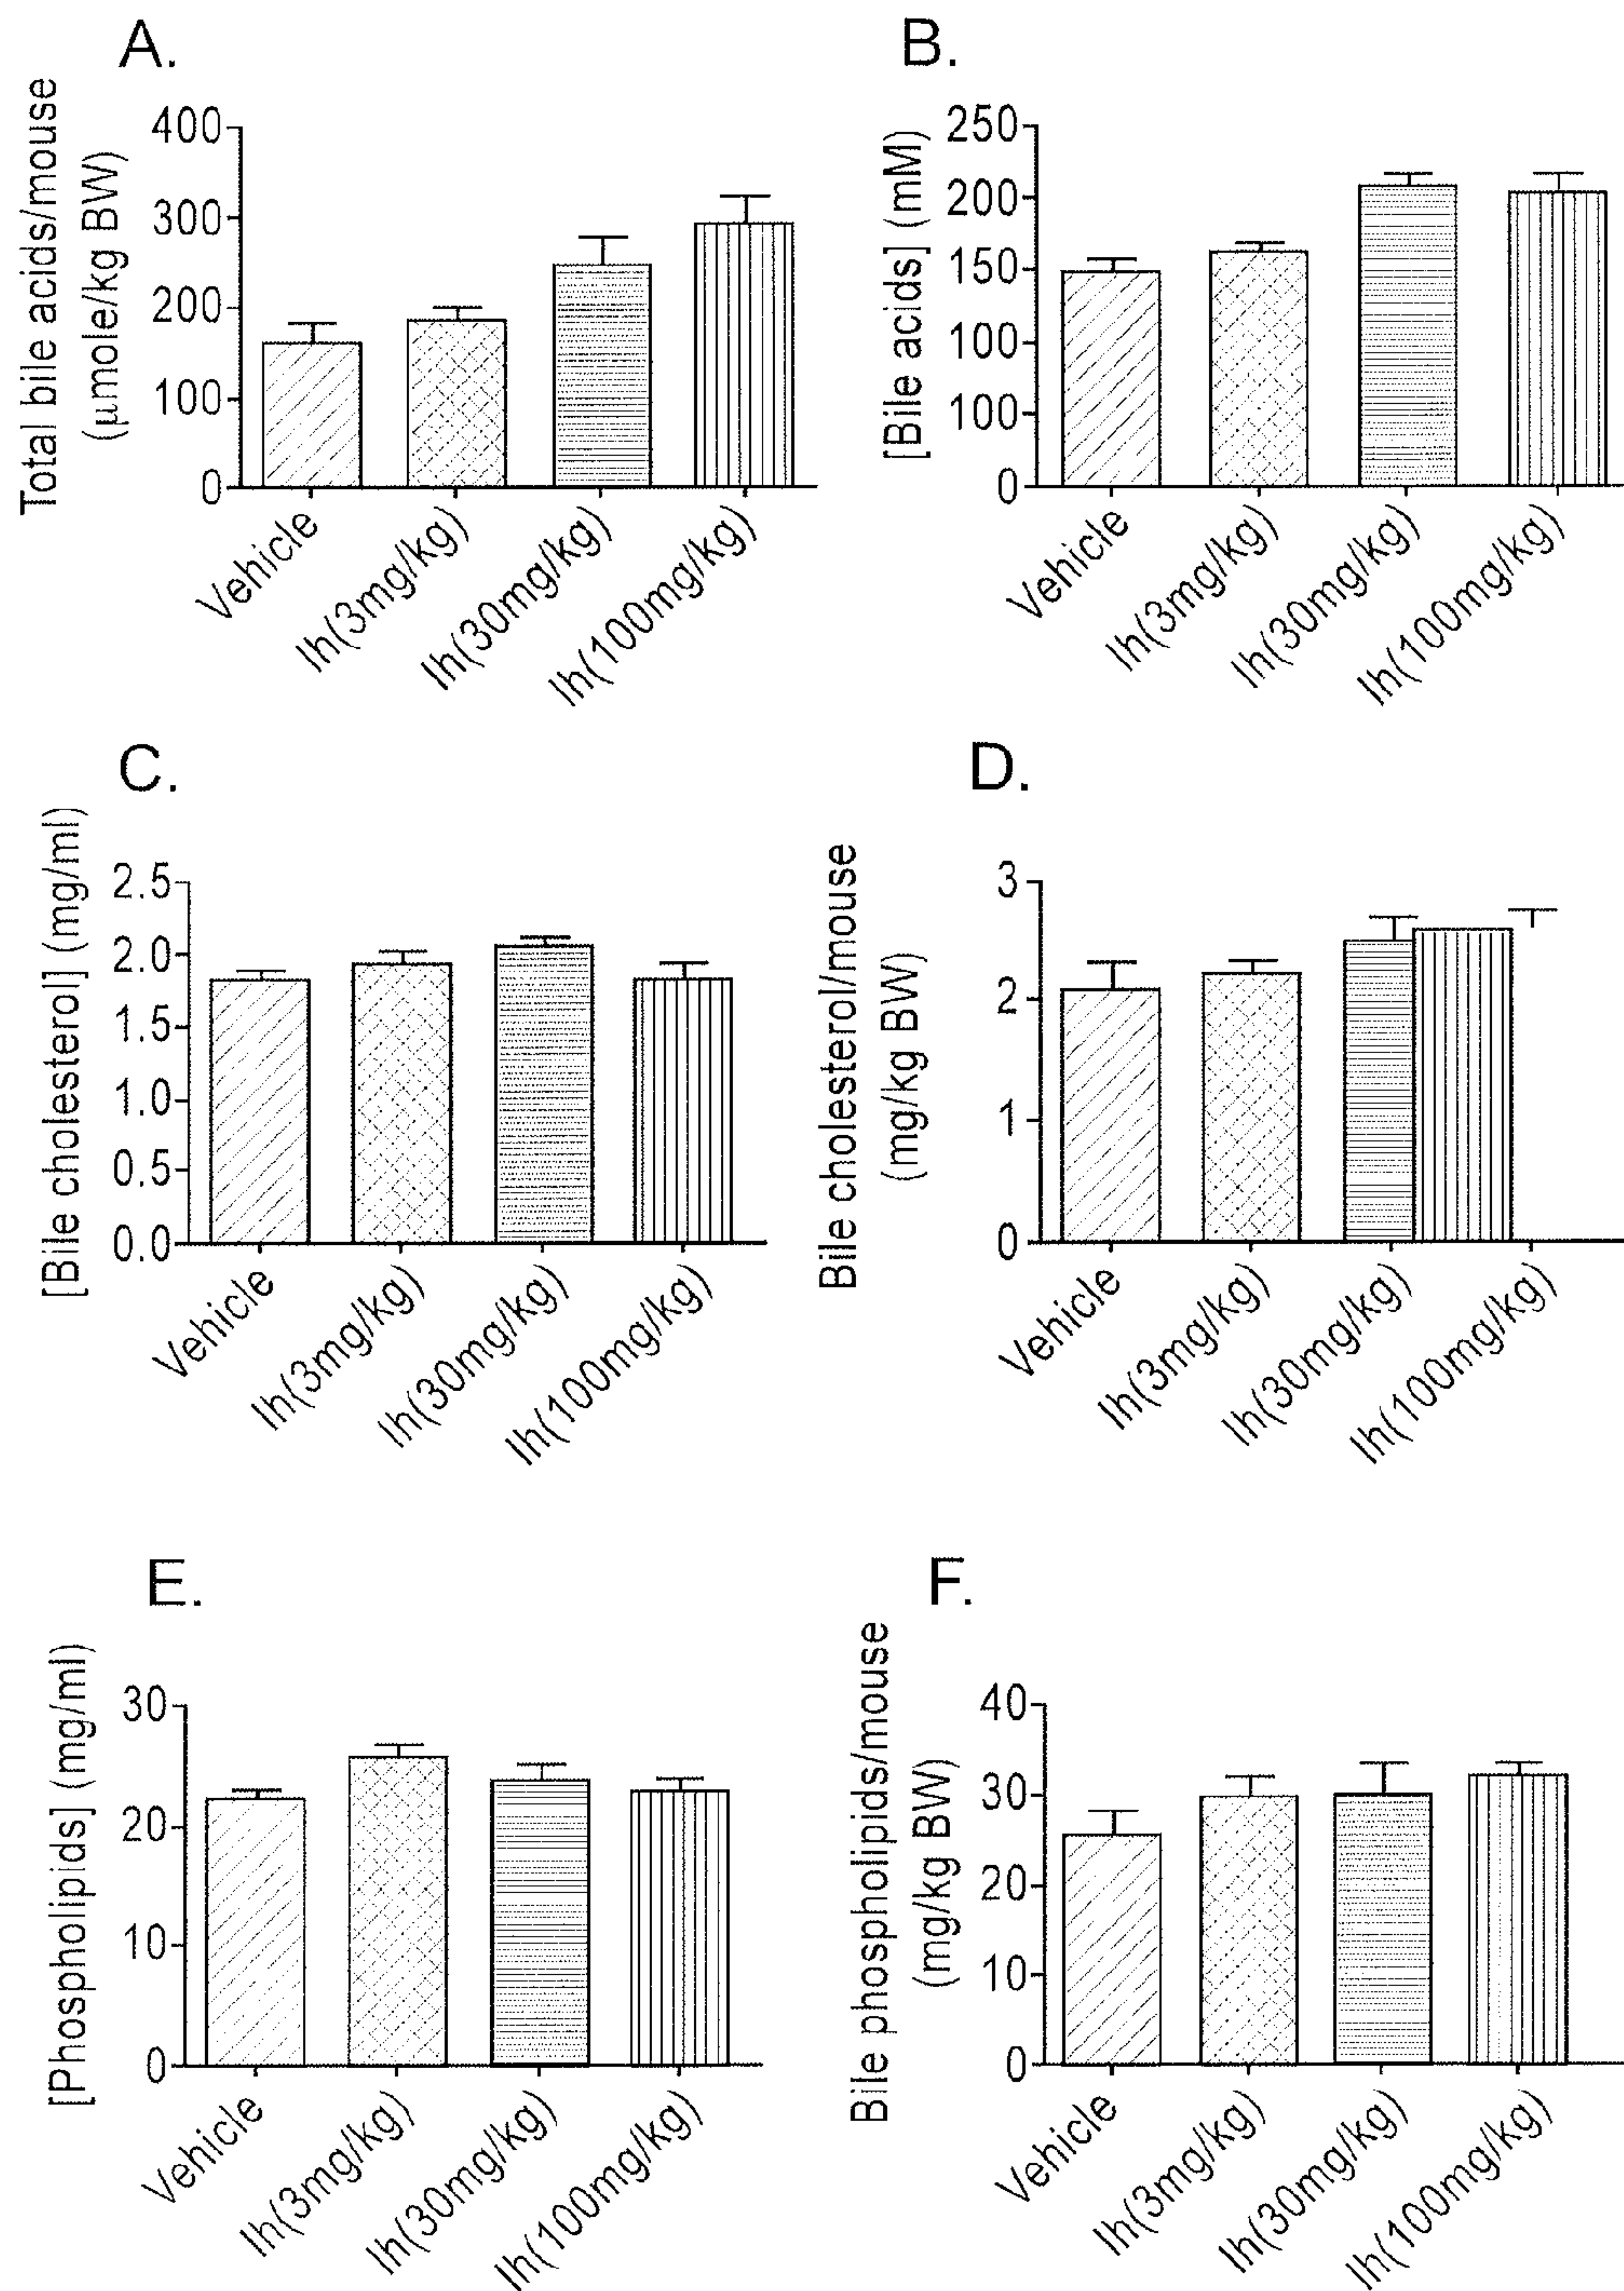 A.
Total bile acids/mouse
(µmole/kg BW)
400
300
200
100
0
Vehicle
Ih(3mg/kg)
Ih(30mg/kg)
Ih(100mg/kg)
B.
[Bile acids] (mM)
250
200
150
100
100
0
Vehicle
Ih(3mg/kg)
Ih(30mg/kg)
Ih(100mg/kg)
C.
[Bile cholesterol] (mg/ml)
2.5
2.0
1.5
1.0
0.5
0.0
Vehicle
Ih(3mg/kg)
Ih(30mg/kg)
Ih(100mg/kg)
D.
Bile cholesterol/mouse
(mg/kg BW)
3
2
1
0
Vehicle
Ih(3mg/kg)
Ih(30mg/kg)
Ih(100mg/kg)
E.
[Phospholipids] (mg/ml)
30
20
10
0
Vehicle
Ih(3mg/kg)
Ih(30mg/kg)
Ih(100mg/kg)
F.
Bile phospholipids/mouse
(mg/kg BW)
40
30
20
10
0
Vehicle
Ih(3mg/kg)
Ih(30mg/kg)
Ih(100mg/kg)